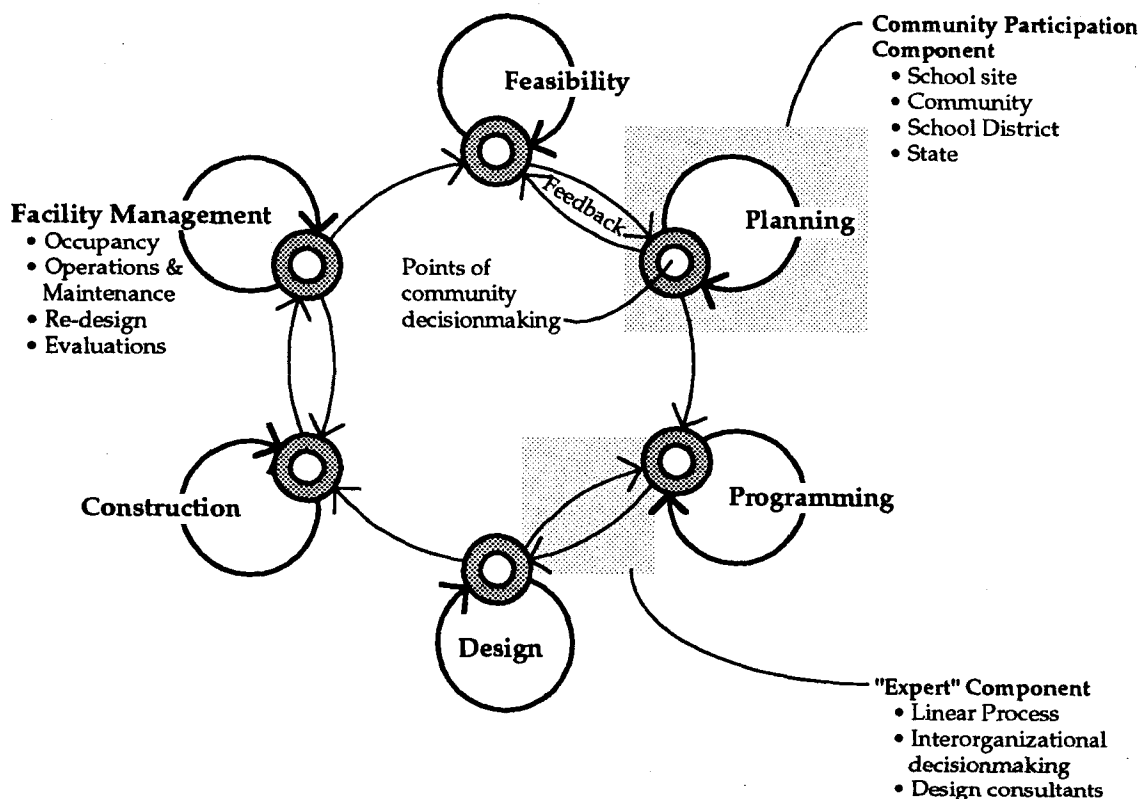 Community Participation
Component
• School site
• Community
• School District
• State
Feasibility
Feedback
Planning
Facility Management
• Occupancy
• Operations &
Maintenance
• Re-design
• Evaluations
Points of
community
decisionmaking
Construction
Programming
Design
"Expert" Component
• Linear Process
• Interorganizational
decisionmaking
• Design consultants